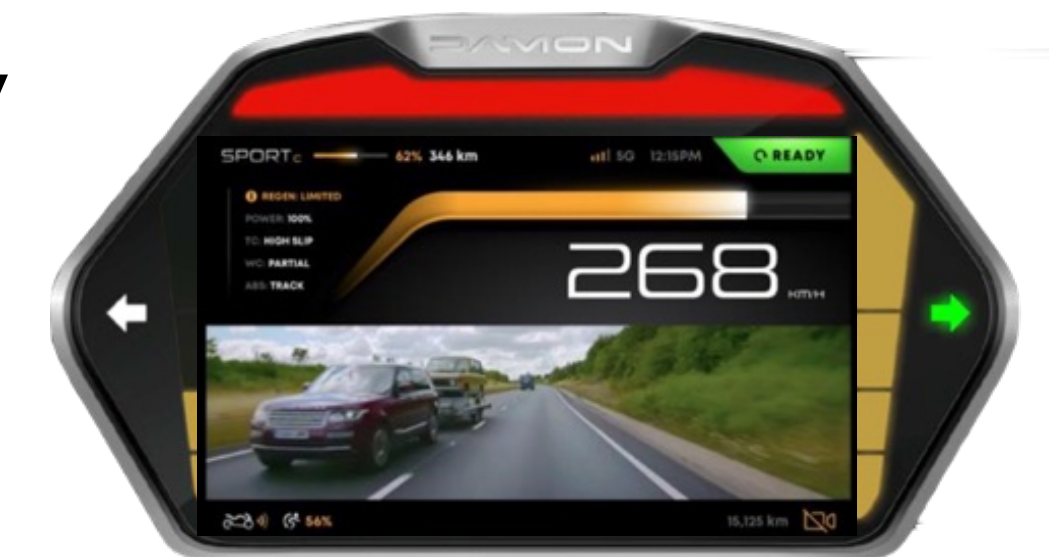 DAMON
SPORT C 62% 346 km 5G 12:15PM READY
REGEN: LIMITED
POWER: 100%
TC: HIGH SLIP
WC: PARTIAL
ABS: TRACK
268 KM/H
56% 15,125 km